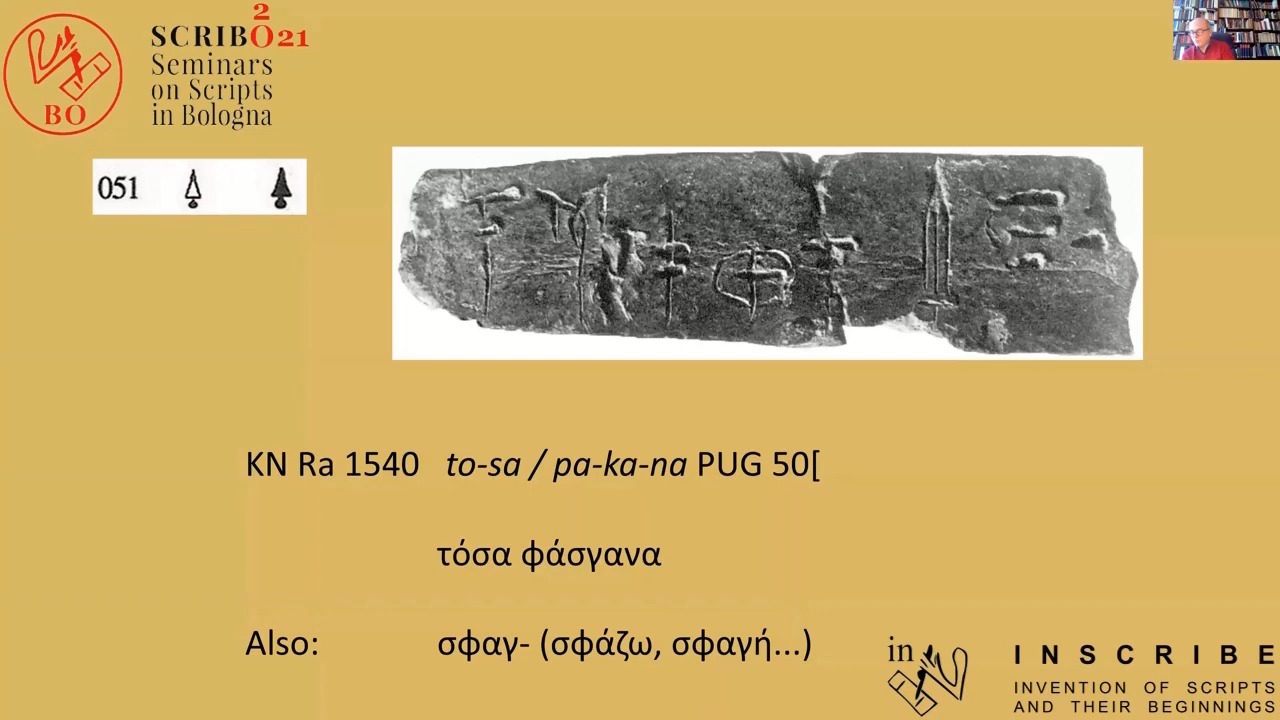 SCRIBO2021
Seminars
on Scripts
in Bologna
BO
051
KN Ra 1540 to-sa / pa-ka-na PUG 50[
τόσα φάσγανα
Also: σφαγ- (σφάζω, σφαγή...)
in
INSCRIBE
INVENTION OF SCRIPTS
AND THEIR BEGINNINGS